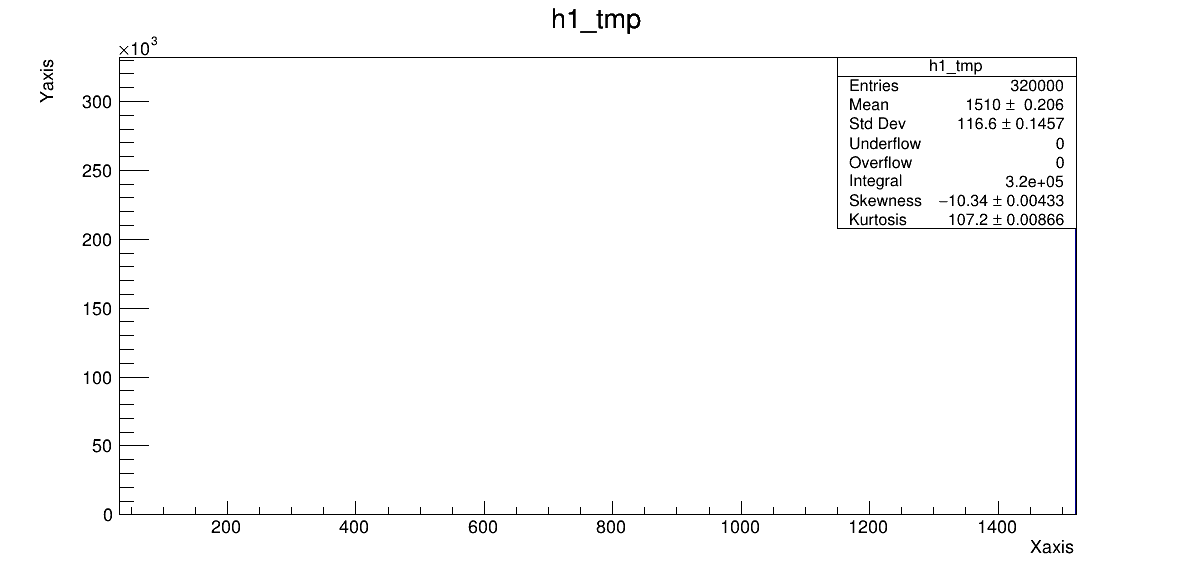 h1_tmp
×10³
Yaxis
h1_tmp
Entries 320000
Mean 1510 ± 0.206
Std Dev 116.6 ± 0.1457
Underflow 0
Overflow 0
Integral 3.2e+05
Skewness −10.34 ± 0.00433
Kurtosis 107.2 ± 0.00866
300
250
200
150
100
50
0
200 400 600 800 1000 1200 1400
Xaxis